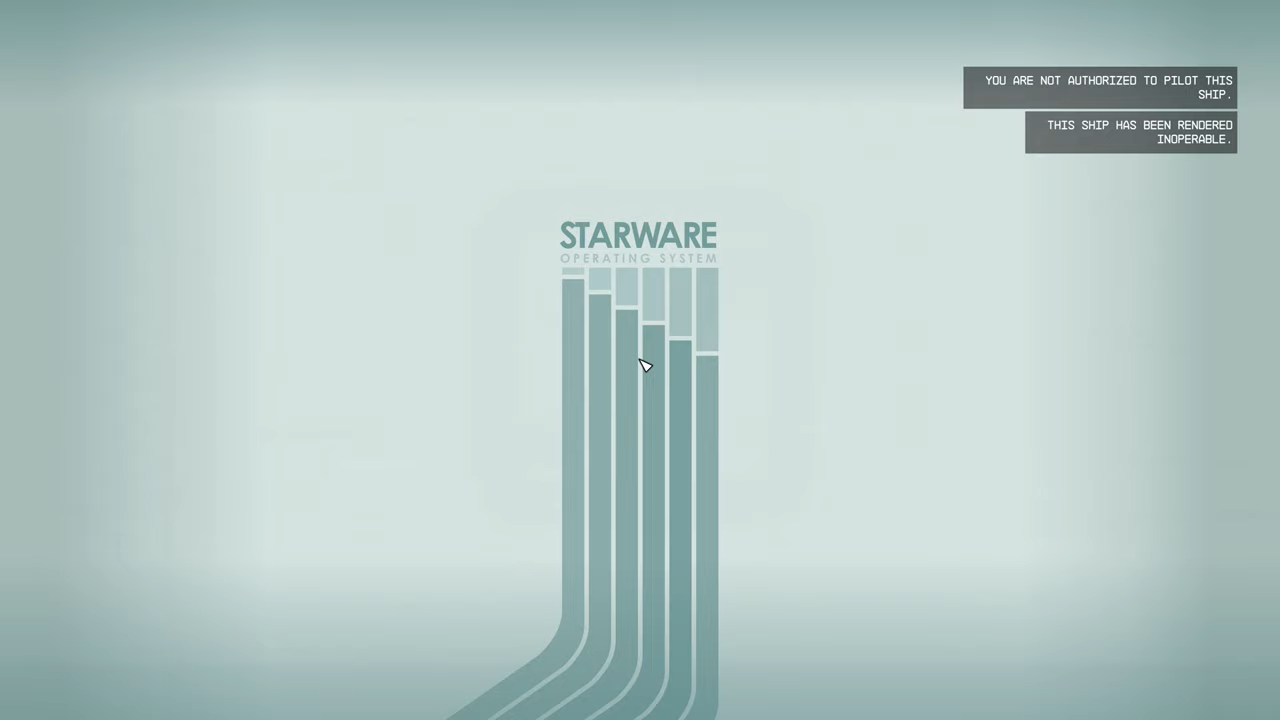 YOU ARE NOT AUTHORIZED TO PILOT THIS
SHIP.
THIS SHIP HAS BEEN RENDERED
INOPERABLE.
STARWARE
OPERATING SYSTEM